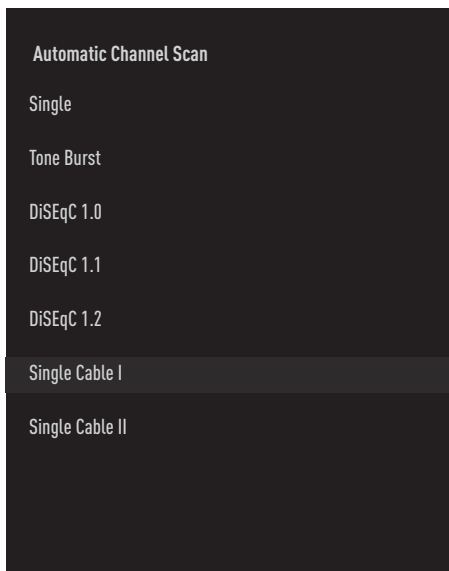 Automatic Channel Scan
Single
Tone Burst
DiSEqC 1.0
DiSEqC 1.1
DiSEqC 1.2
Single Cable I
Single Cable II